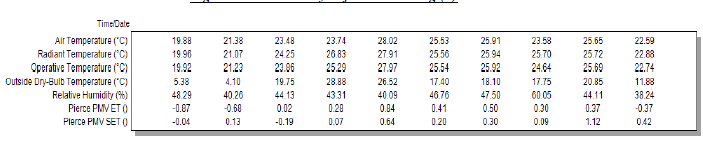 Time/Date
Air Temperature (°C) 19.88 21.38 23.48 23.74 28.02 25.53 25.91 23.58 25.65 22.59
Radiant Temperature (°C) 19.96 21.07 24.25 26.83 27.91 25.56 25.94 25.70 25.72 22.88
Operative Temperature (°C) 19.92 21.23 23.86 25.29 27.97 25.54 25.92 24.64 25.69 22.74
Outside Dry-Bulb Temperature (°C) 5.38 4.10 19.75 28.88 26.52 17.40 18.10 17.75 20.85 11.88
Relative Humidity (%) 48.29 40.26 44.13 43.31 40.09 46.76 47.50 60.05 44.11 38.24
Pierce PMV ET () -0.87 -0.68 0.02 0.28 0.84 0.41 0.50 0.30 0.37 -0.37
Pierce PMV SET () -0.04 0.13 -0.19 0.07 0.64 0.20 0.30 0.09 1.12 0.42